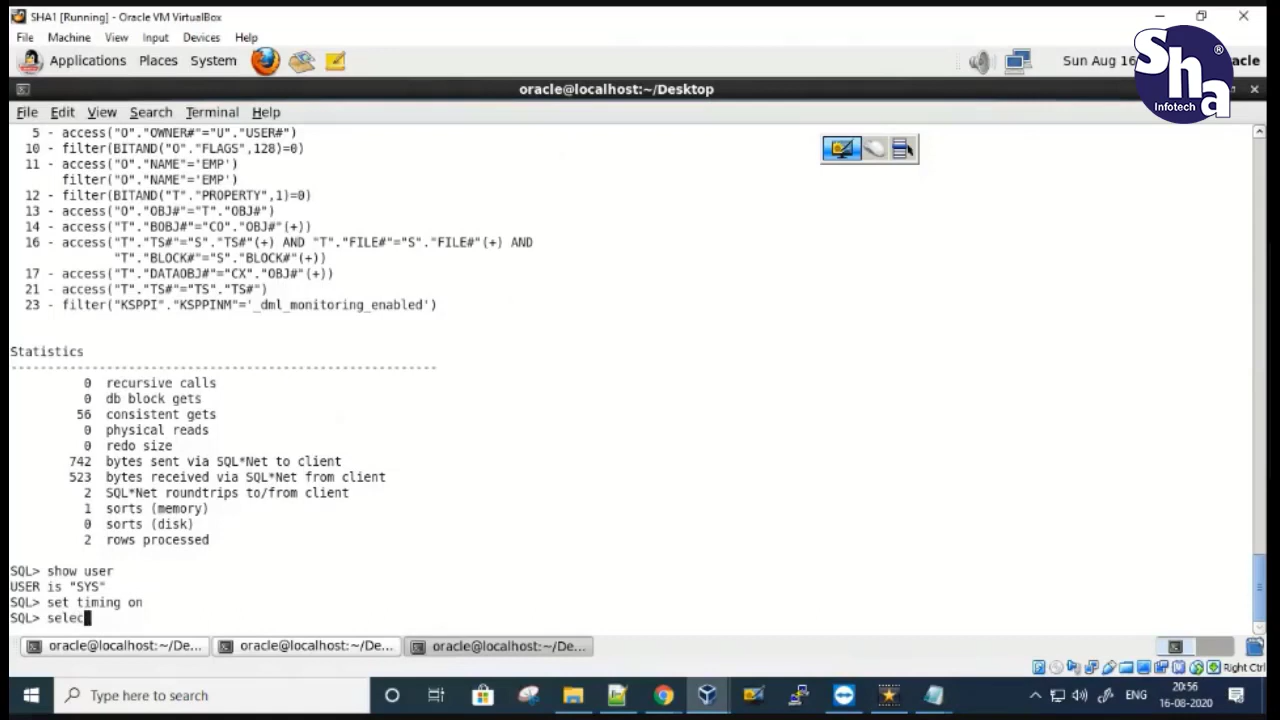 SHA1 [Running] - Oracle VM VirtualBox
File Machine View Input Devices Help
Applications Places System
Sun Aug 16
acle
Sha
®
Infotech
oracle@localhost:~/Desktop
File Edit View Search Terminal Help
5 - access("O"."OWNER#"="U"."USER#")
10 - filter(BITAND("O"."FLAGS",128)=0)
11 - access("O"."NAME"='EMP')
filter("O"."NAME"='EMP')
12 - filter(BITAND("T"."PROPERTY",1)=0)
13 - access("O"."OBJ#"="T"."OBJ#")
14 - access("T"."BOBJ#"="CO"."OBJ#"(+))
16 - access("T"."TS#"="S"."TS#"(+) AND "T"."FILE#"="S"."FILE#"(+) AND
"T"."BLOCK#"="S"."BLOCK#"(+))
17 - access("T"."DATAOBJ#"="CX"."OBJ#"(+))
21 - access("T"."TS#"="TS"."TS#")
23 - filter("KSPPI"."KSPPINM"='_dml_monitoring_enabled')
Statistics
----------------------------------------------------------
0 recursive calls
0 db block gets
56 consistent gets
0 physical reads
0 redo size
742 bytes sent via SQL*Net to client
523 bytes received via SQL*Net from client
2 SQL*Net roundtrips to/from client
1 sorts (memory)
0 sorts (disk)
2 rows processed
SQL> show user
USER is "SYS"
SQL> set timing on
SQL> selec
oracle@localhost:~/De... oracle@localhost:~/De... oracle@localhost:~/De...
Right Ctrl
Type here to search
ENG
20:56
16-08-2020